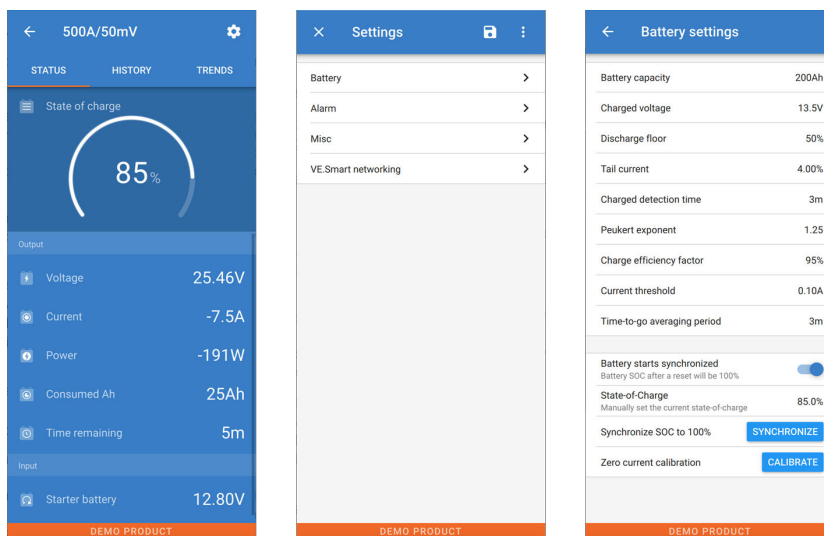 500A/50mV
STATUS HISTORY TRENDS
State of charge
85%
Output
Voltage 25.46V
Current -7.5A
Power -191W
Consumed Ah 25Ah
Time remaining 5m
Input
Starter battery 12.80V
DEMO PRODUCT
Settings
Battery
Alarm
Misc
VE.Smart networking
DEMO PRODUCT
Battery settings
Battery capacity 200Ah
Charged voltage 13.5V
Discharge floor 50%
Tail current 4.00%
Charged detection time 3m
Peukert exponent 1.25
Charge efficiency factor 95%
Current threshold 0.10A
Time-to-go averaging period 3m
Battery starts synchronized
Battery SOC after a reset will be 100%
State-of-Charge 85.0%
Manually set the current state-of-charge
Synchronize SOC to 100% SYNCHRONIZE
Zero current calibration CALIBRATE
DEMO PRODUCT